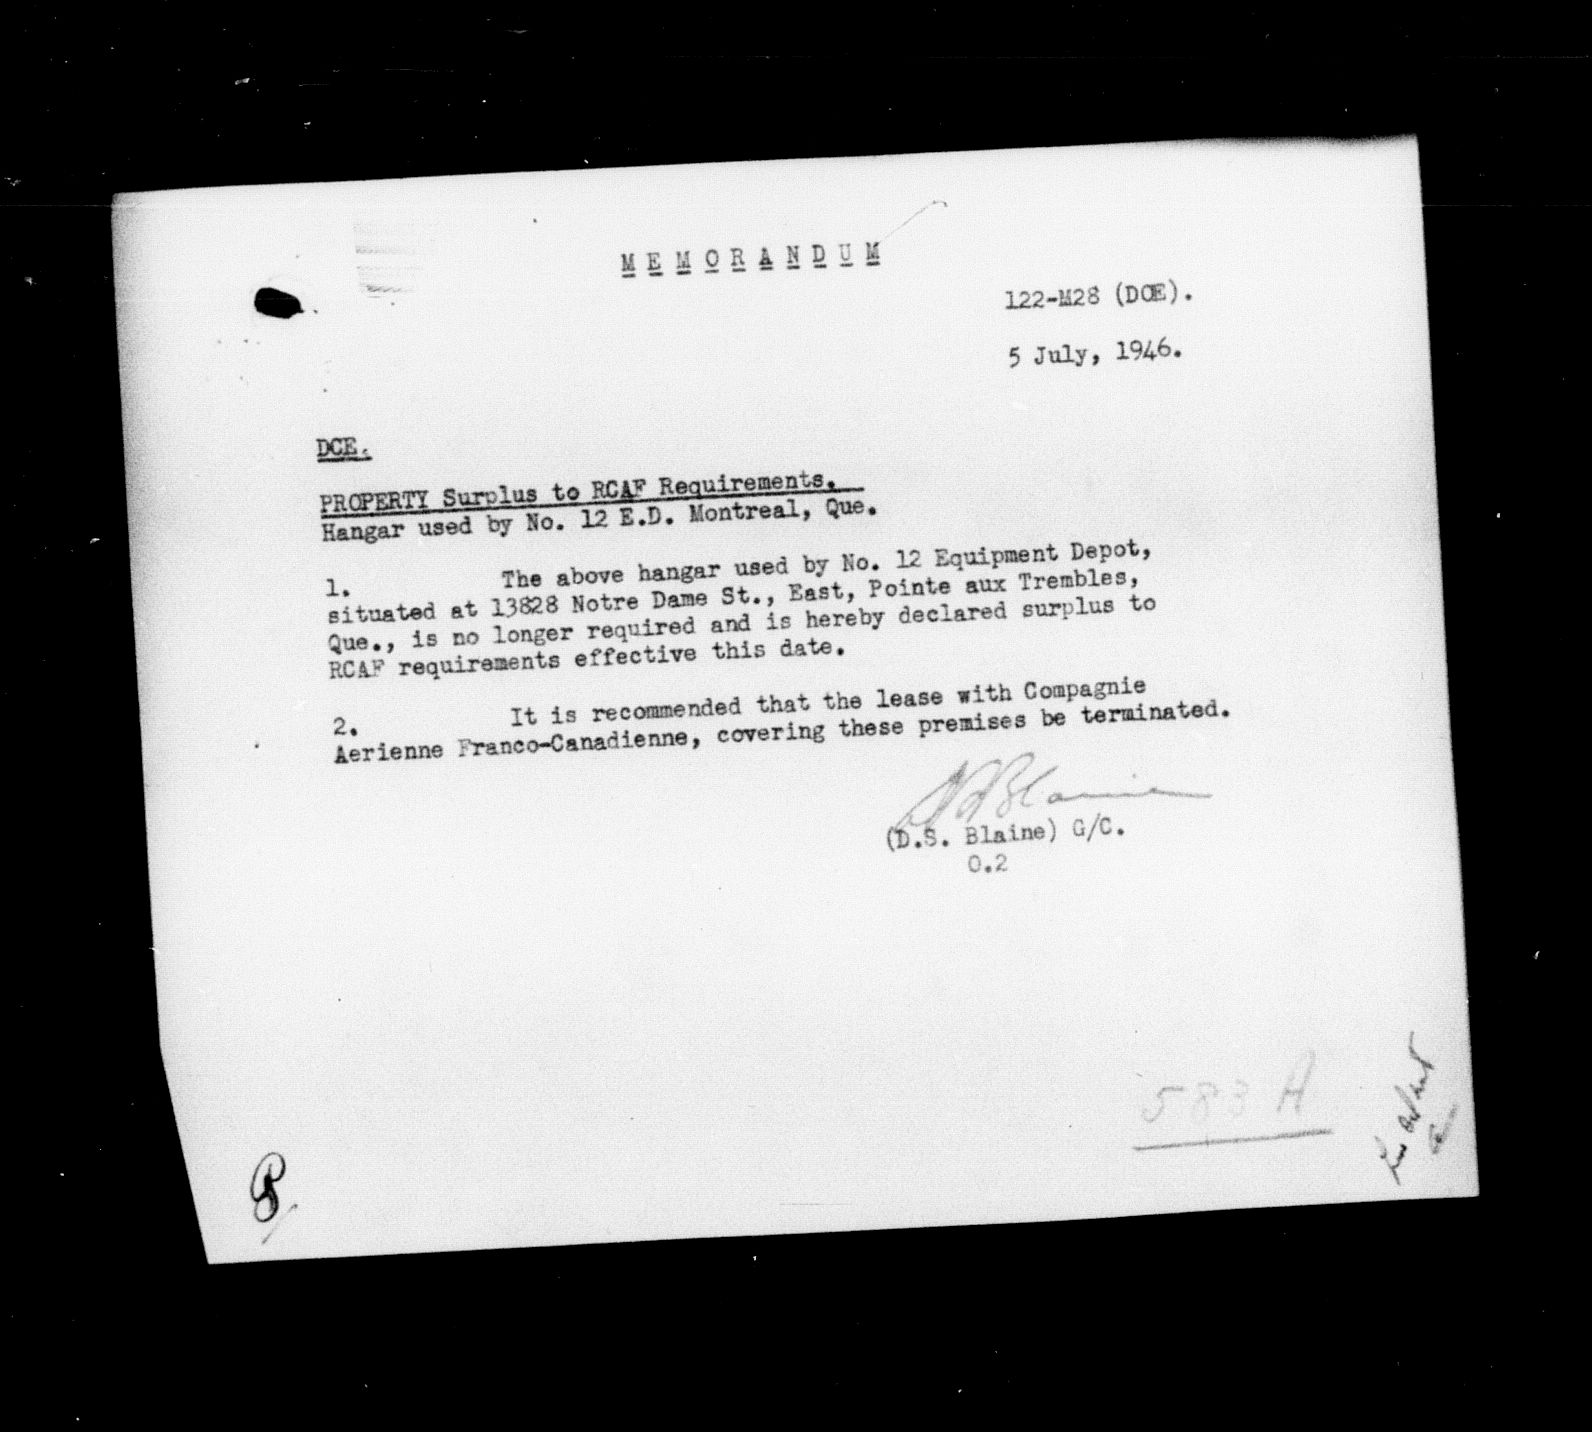 MEMORANDUM
122-M28 (DCE).
5 July, 1946.
DCE.
PROPERTY Surplus to RCAF Requirements.
Hangar used by No. 12 E.D. Montreal, Que.
1. The above hangar used by No. 12 Equipment Depot,
situated at 13828 Notre Dame St., East, Pointe aux Trembles,
Que., is no longer required and is hereby declared surplus to
RCAF requirements effective this date.
2. It is recommended that the lease with Compagnie
Aerienne Franco-Canadienne, covering these premises be terminated.
(D.S. Blaine) G/C.
O.2
583 A